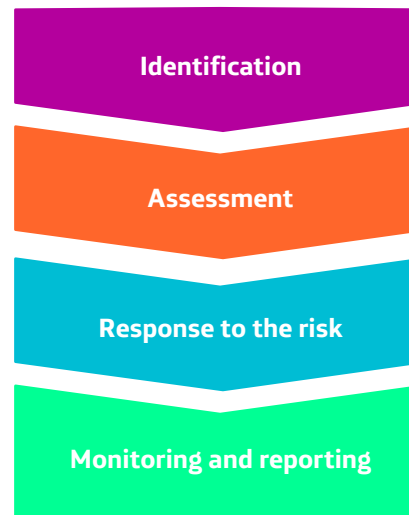 Identification
Assessment
Response to the risk
Monitoring and reporting